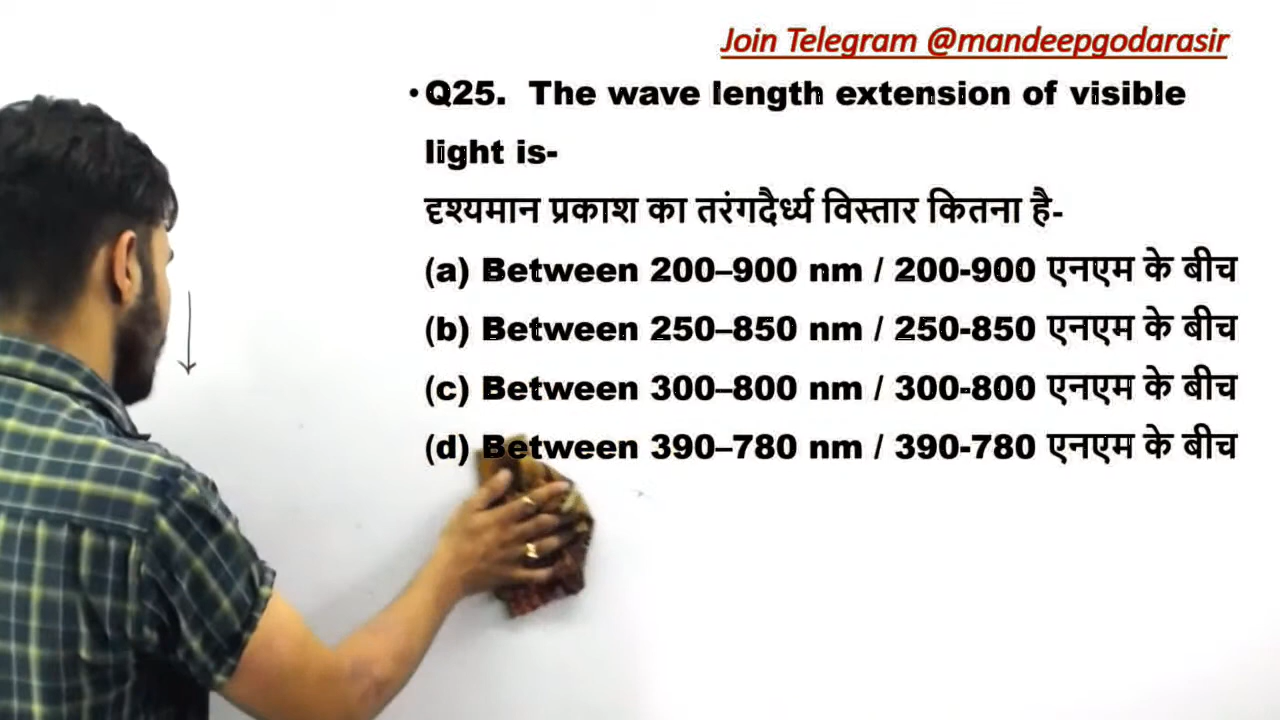 Join Telegram @mandeepgodarasir
• Q25. The wave length extension of visible
light is-
दृश्यमान प्रकाश का तरंगदैर्ध्य विस्तार कितना है-
(a) Between 200–900 nm / 200-900 एनएम के बीच
(b) Between 250–850 nm / 250-850 एनएम के बीच
(c) Between 300–800 nm / 300-800 एनएम के बीच
(d) Between 390–780 nm / 390-780 एनएम के बीच